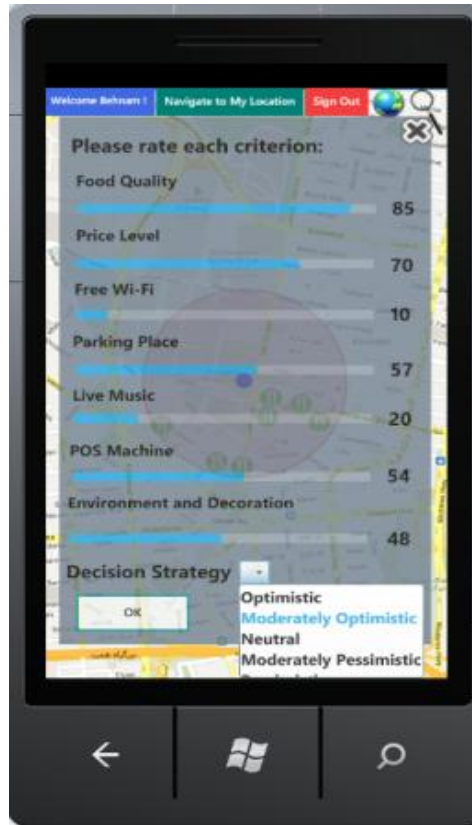 Welcome Behnam !
Navigate to My Location
Sign Out
Please rate each criterion:
Food Quality
85
Price Level
70
Free Wi-Fi
10
Parking Place
57
Live Music
20
POS Machine
54
Environment and Decoration
48
Decision Strategy
OK
Optimistic
Moderately Optimistic
Neutral
Moderately Pessimistic